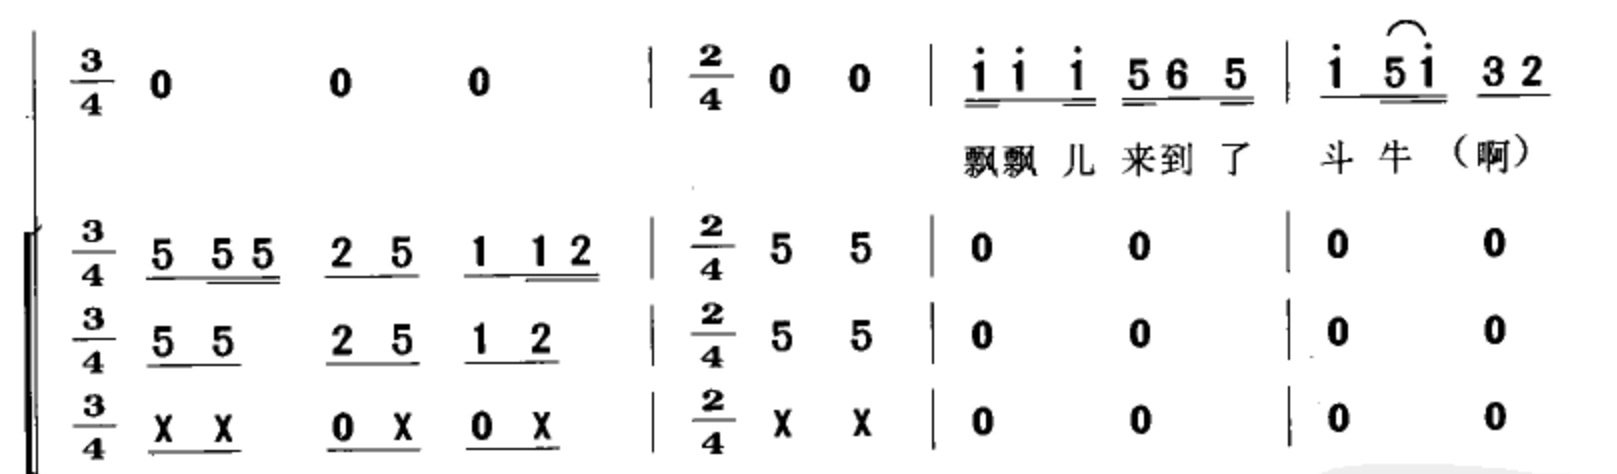 3/4 0 0 0 | 2/4 0 0 | i̇ i̇ i̇ 5 6 5 | i̇ 5 i̇ 3 2
飘飘 儿 来到 了 斗 牛 （啊）
3/4 5 5 5 2 5 1 1 2 | 2/4 5 5 | 0 0 | 0 0
3/4 5 5 2 5 1 2 | 2/4 5 5 | 0 0 | 0 0
3/4 X X 0 X 0 X | 2/4 X X | 0 0 | 0 0